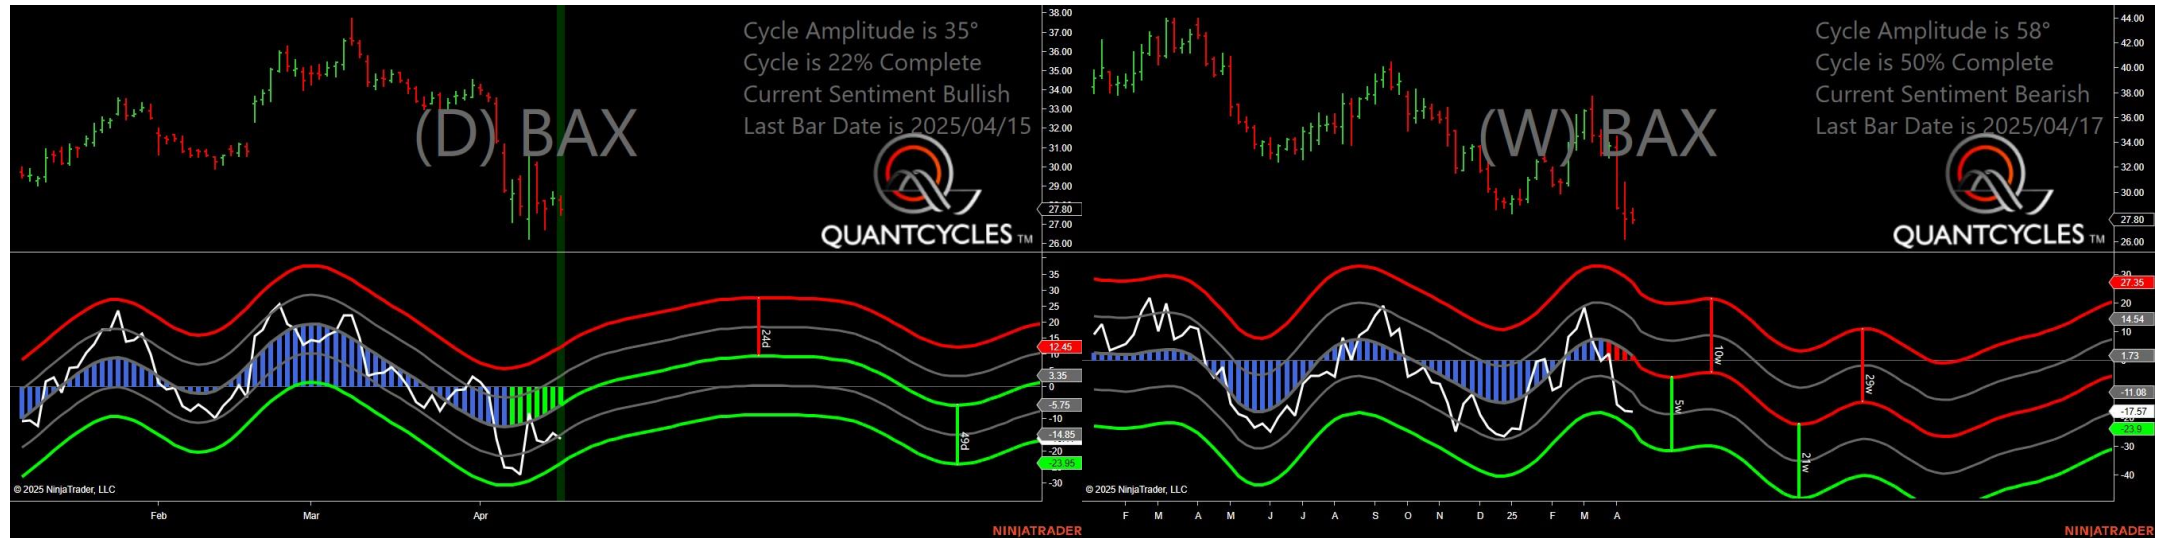 Cycle Amplitude is 35°
Cycle is 22% Complete
Current Sentiment Bullish
Last Bar Date is 2025/04/15
(D) BAX
QUANTCYCLES TM
38.00
37.00
36.00
35.00
34.00
33.00
32.00
31.00
30.00
29.00
27.80
27.00
26.00
35
30
25
20
15
12.45
5
3.35
0
-5.75
-10
-14.85
-20
-23.95
-30
24d
49d
© 2025 NinjaTrader, LLC
Feb Mar Apr
NINJATRADER
Cycle Amplitude is 58°
Cycle is 50% Complete
Current Sentiment Bearish
Last Bar Date is 2025/04/17
(W) BAX
QUANTCYCLES TM
44.00
42.00
40.00
38.00
36.00
34.00
32.00
30.00
27.80
26.00
30
27.35
20
14.54
10
1.73
-11.08
-17.57
-23.9
-30
-40
10w
29w
5w
21w
© 2025 NinjaTrader, LLC
F M A M J J A S O N D 25 F M A
NINJATRADER